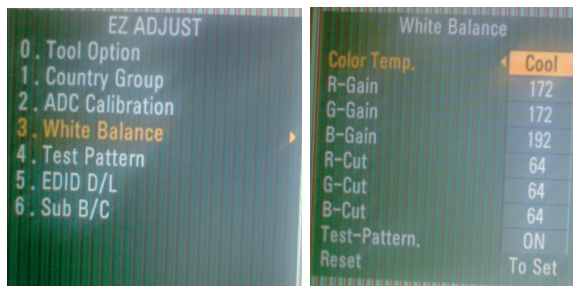 EZ ADJUST
0 . Tool Option
1 . Country Group
2 . ADC Calibration
3 . White Balance
4 . Test Pattern
5 . EDID D/L
6 . Sub B/C
White Balance
Color Temp. Cool
R-Gain 172
G-Gain 172
B-Gain 192
R-Cut 64
G-Cut 64
B-Cut 64
Test-Pattern. ON
Reset To Set